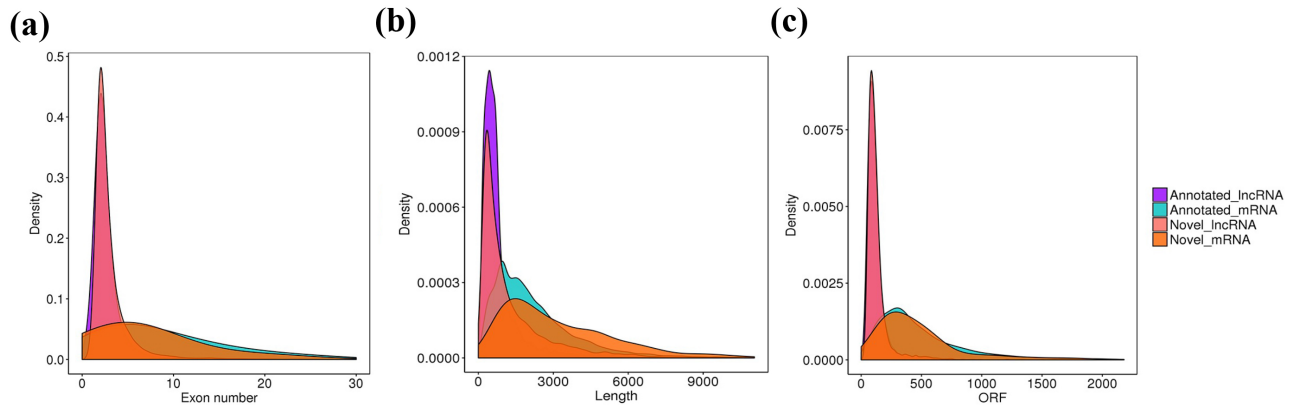 (a)
0.5
0.4
0.3
0.2
0.1
0.0
Density
0 10 20 30
Exon number
(b)
0.0012
0.0009
0.0006
0.0003
0.0000
Density
0 3000 6000 9000
Length
(c)
0.0075
0.0050
0.0025
0.0000
Density
0 500 1000 1500 2000
ORF
Annotated_lncRNA
Annotated_mRNA
Novel_lncRNA
Novel_mRNA